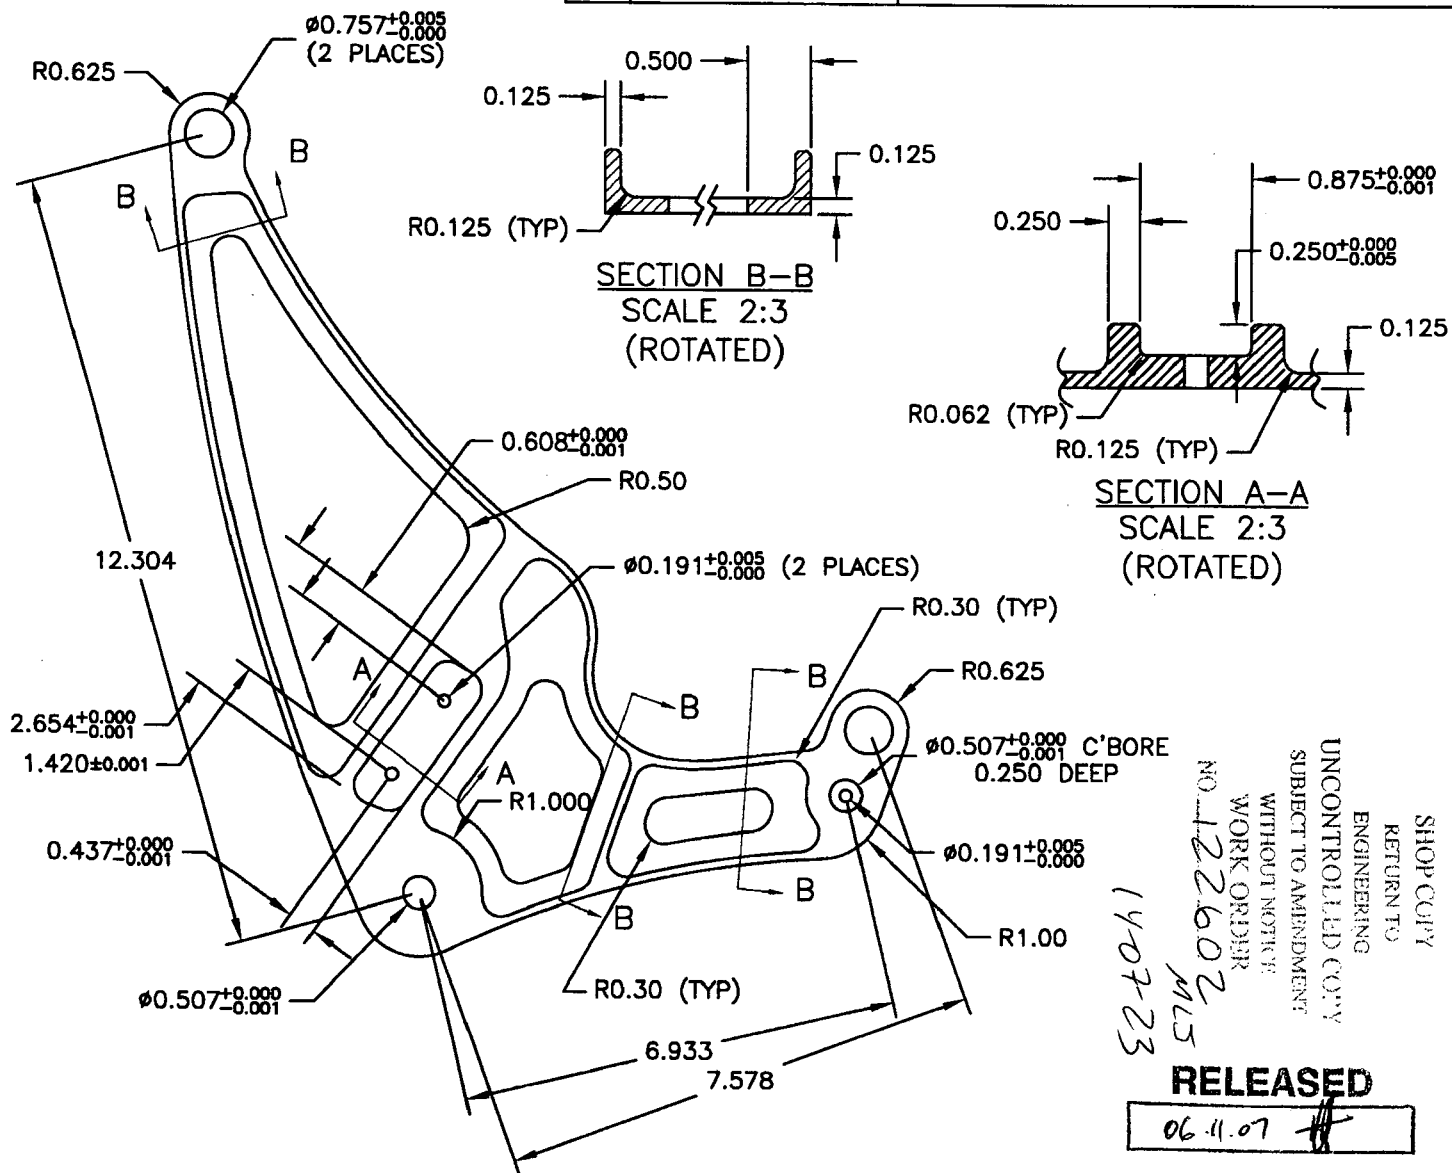 ø0.757+0.005 -0.000
(2 PLACES)
R0.625
0.500
0.125
0.125
R0.125 (TYP)
SECTION B-B
SCALE 2:3
(ROTATED)
0.875+0.000 -0.001
0.250
0.250+0.000 -0.005
0.125
R0.062 (TYP)
R0.125 (TYP)
SECTION A-A
SCALE 2:3
(ROTATED)
B
B
0.608+0.000 -0.001
R0.50
12.304
ø0.191+0.005 -0.000 (2 PLACES)
R0.30 (TYP)
R0.625
A
B
B
2.654+0.000 -0.001
1.420±0.001
ø0.507+0.000 -0.001 C'BORE
0.250 DEEP
A
R1.000
0.437+0.000 -0.001
ø0.191+0.005 -0.000
B
B
R1.00
ø0.507+0.000 -0.001
R0.30 (TYP)
6.933
7.578
SHOP COPY
RETURN TO
ENGINEERING
UNCONTROLLED COPY
SUBJECT TO AMENDMENT
WITHOUT NOTICE
WORK ORDER
NO. 122602
MLS
14-07-23
RELEASED
06.11.07